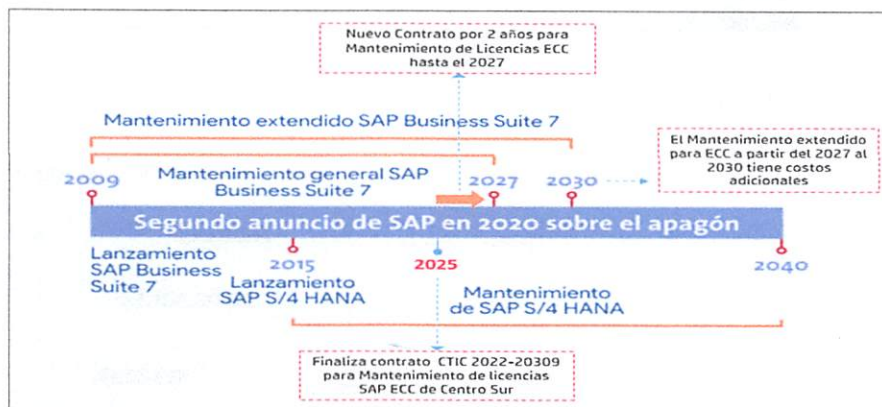 Nuevo Contrato por 2 años para
Mantenimiento de Licencias ECC
hasta el 2027
Mantenimiento extendido SAP Business Suite 7
El Mantenimiento extendido
para ECC a partir del 2027 al
2030 tiene costos
adicionales
Mantenimiento general SAP
Business Suite 7
2009
2027
2030
Segundo anuncio de SAP en 2020 sobre el apagón
Lanzamiento
SAP Business
Suite 7
2015
Lanzamiento
SAP S/4 HANA
2025
Mantenimiento
de SAP S/4 HANA
2040
Finaliza contrato CTIC 2022-20309
para Mantenimiento de licencias
SAP ECC de Centro Sur